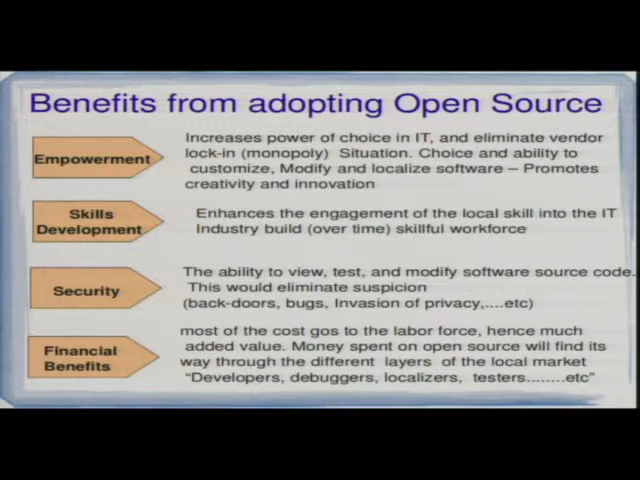 Benefits from adopting Open Source
Empowerment
Increases power of choice in IT, and eliminate vendor
lock-in (monopoly) Situation. Choice and ability to
customize, Modify and localize software – Promotes
creativity and innovation
Skills
Development
Enhances the engagement of the local skill into the IT
Industry build (over time) skillful workforce
Security
The ability to view, test, and modify software source code.
This would eliminate suspicion
(back-doors, bugs, Invasion of privacy,....etc)
Financial
Benefits
most of the cost gos to the labor force, hence much
added value. Money spent on open source will find its
way through the different layers of the local market
“Developers, debuggers, localizers, testers........etc”